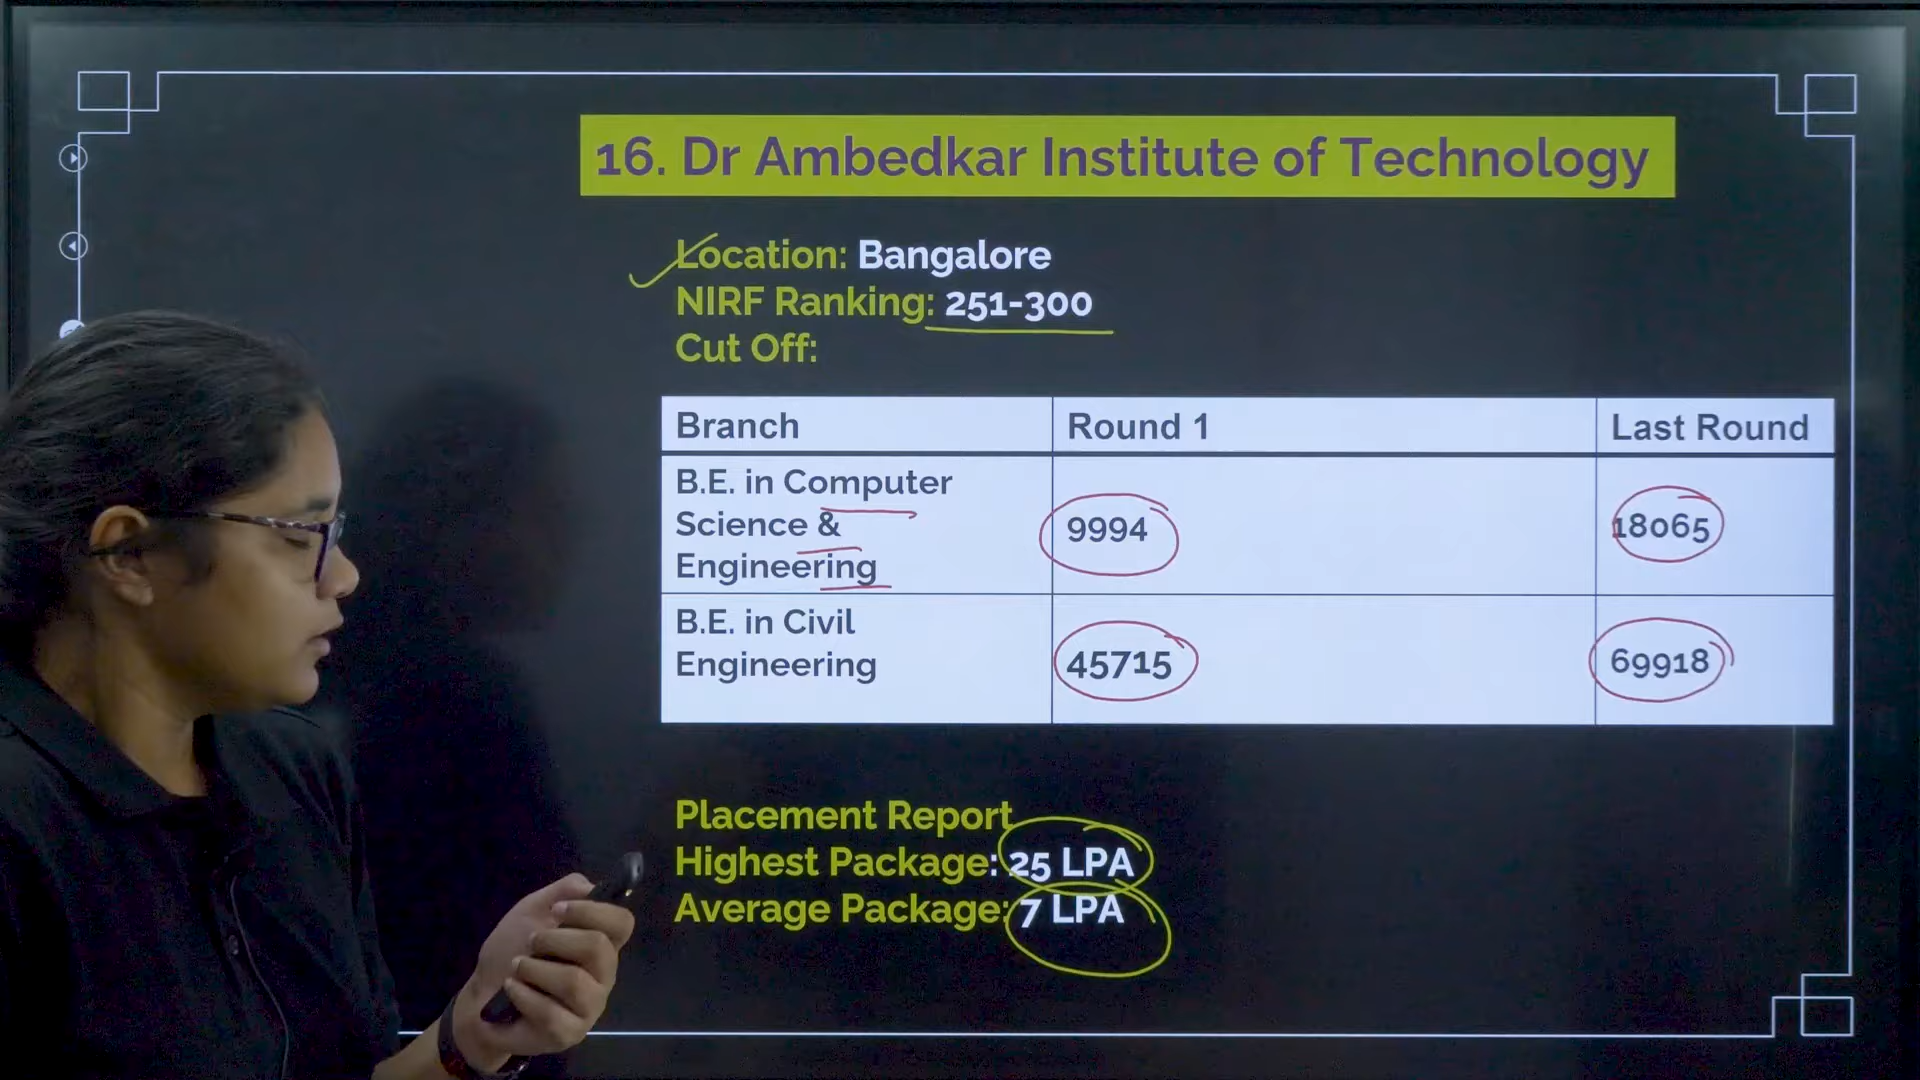 16. Dr Ambedkar Institute of Technology
Location: Bangalore
NIRF Ranking: 251-300
Cut Off:
Branch Round 1 Last Round
B.E. in Computer
Science &
Engineering
9994 18065
B.E. in Civil
Engineering
45715 69918
Placement Report
Highest Package: 25 LPA
Average Package: 7 LPA